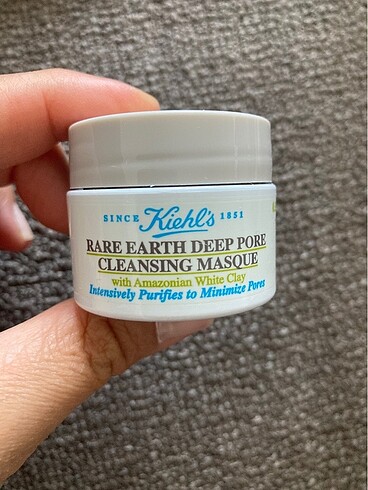 SINCE Kiehl's 1851
RARE EARTH DEEP PORE
CLEANSING MASQUE
with Amazonian White Clay
Intensively Purifies to Minimize Pores